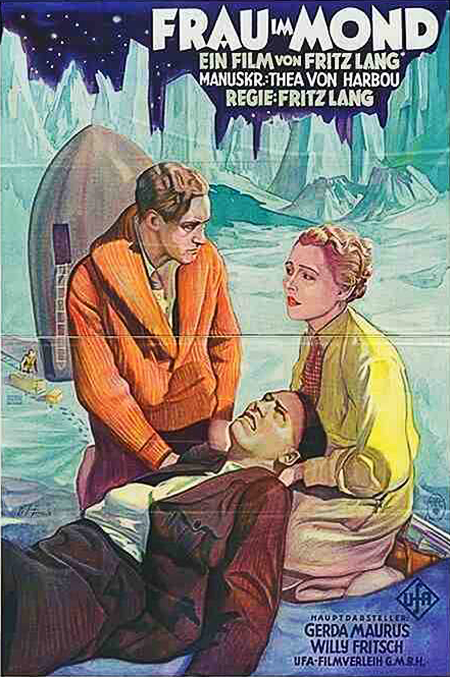 FRAU IM MOND
EIN FILM VON FRITZ LANG
MANUSKR.: THEA VON HARBOU
REGIE: FRITZ LANG
UFA
HAUPTDARSTELLER:
GERDA MAURUS
WILLY FRITSCH
UFA-FILMVERLEIH G.M.B.H.